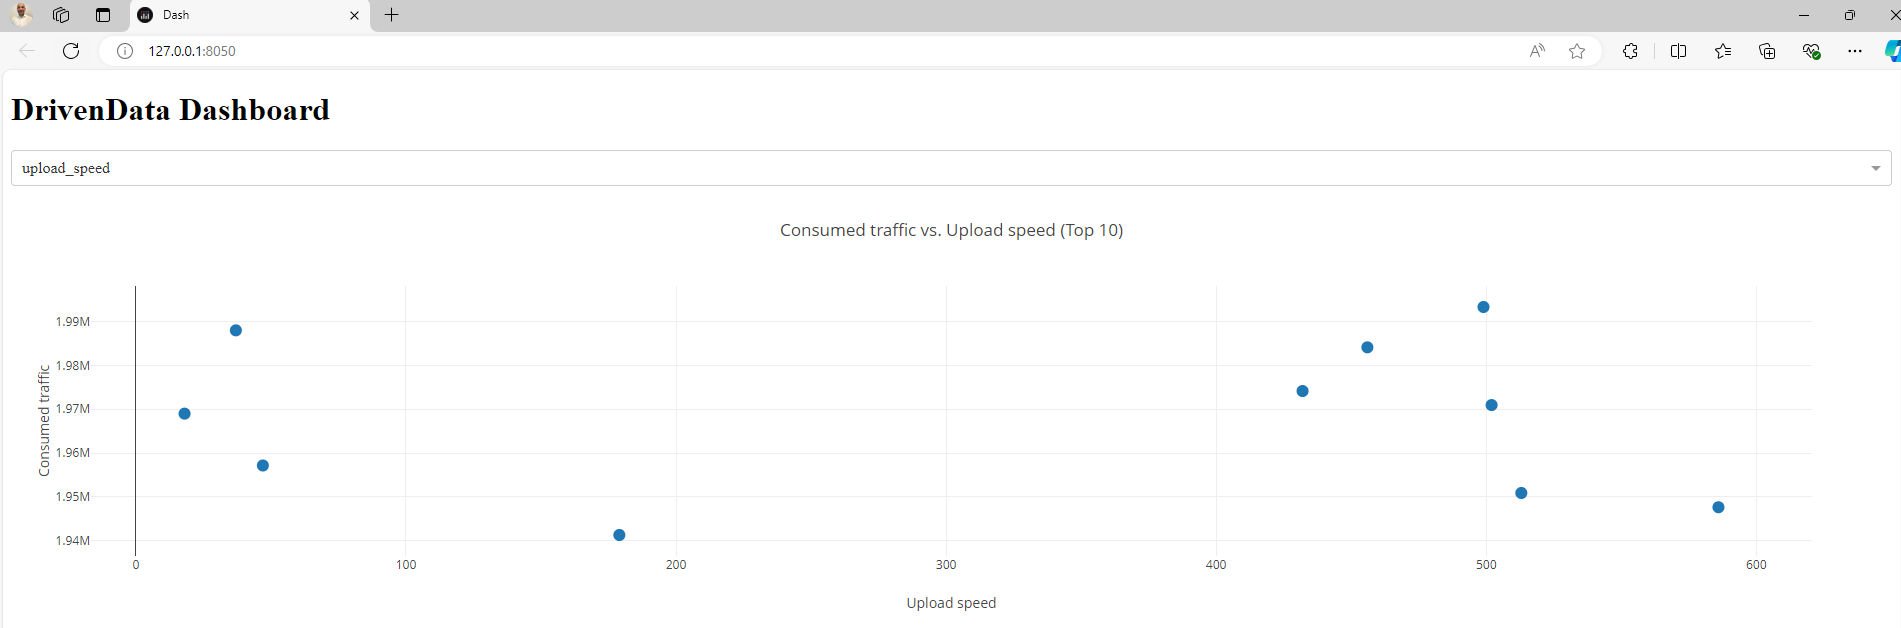 Dash
127.0.0.1:8050
DrivenData Dashboard
upload_speed
Consumed traffic vs. Upload speed (Top 10)
Consumed traffic
1.99M
1.98M
1.97M
1.96M
1.95M
1.94M
0 100 200 300 400 500 600
Upload speed